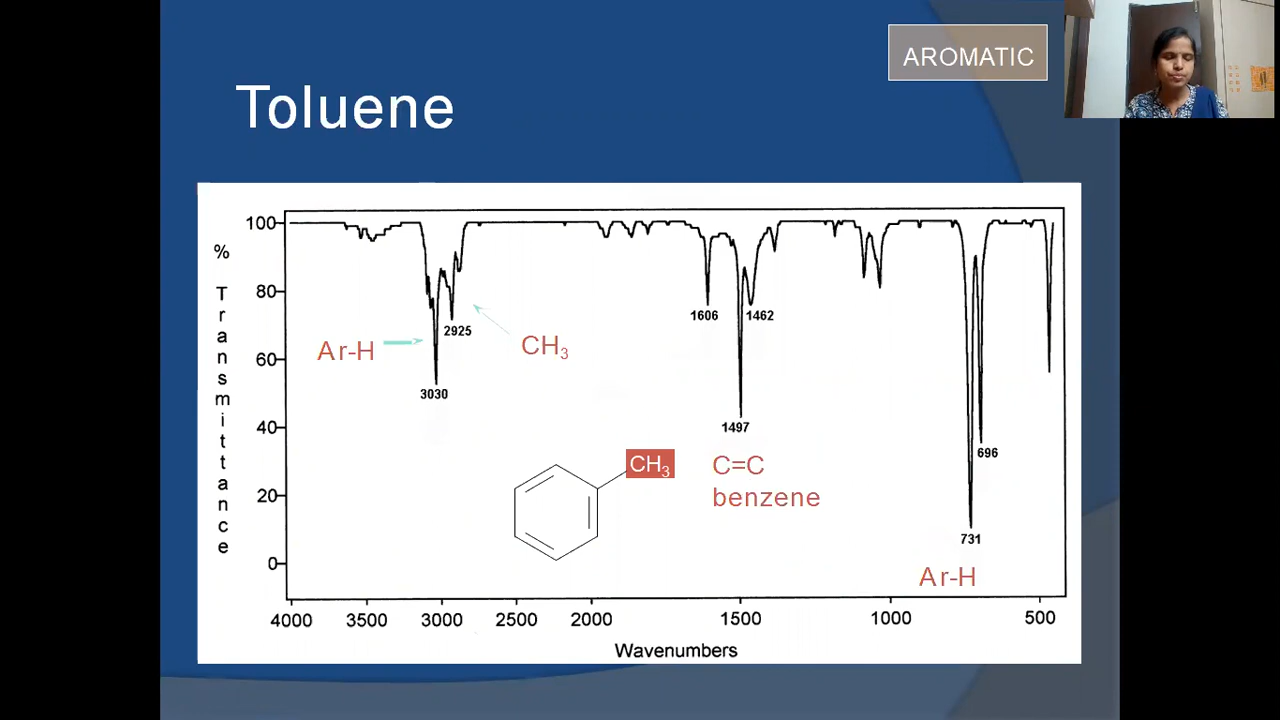 AROMATIC
Toluene
%
Transmittance
100
80
60
40
20
0
Ar-H
3030
2925
CH3
1606
1462
1497
C=C
benzene
CH3
696
731
Ar-H
4000 3500 3000 2500 2000 1500 1000 500
Wavenumbers